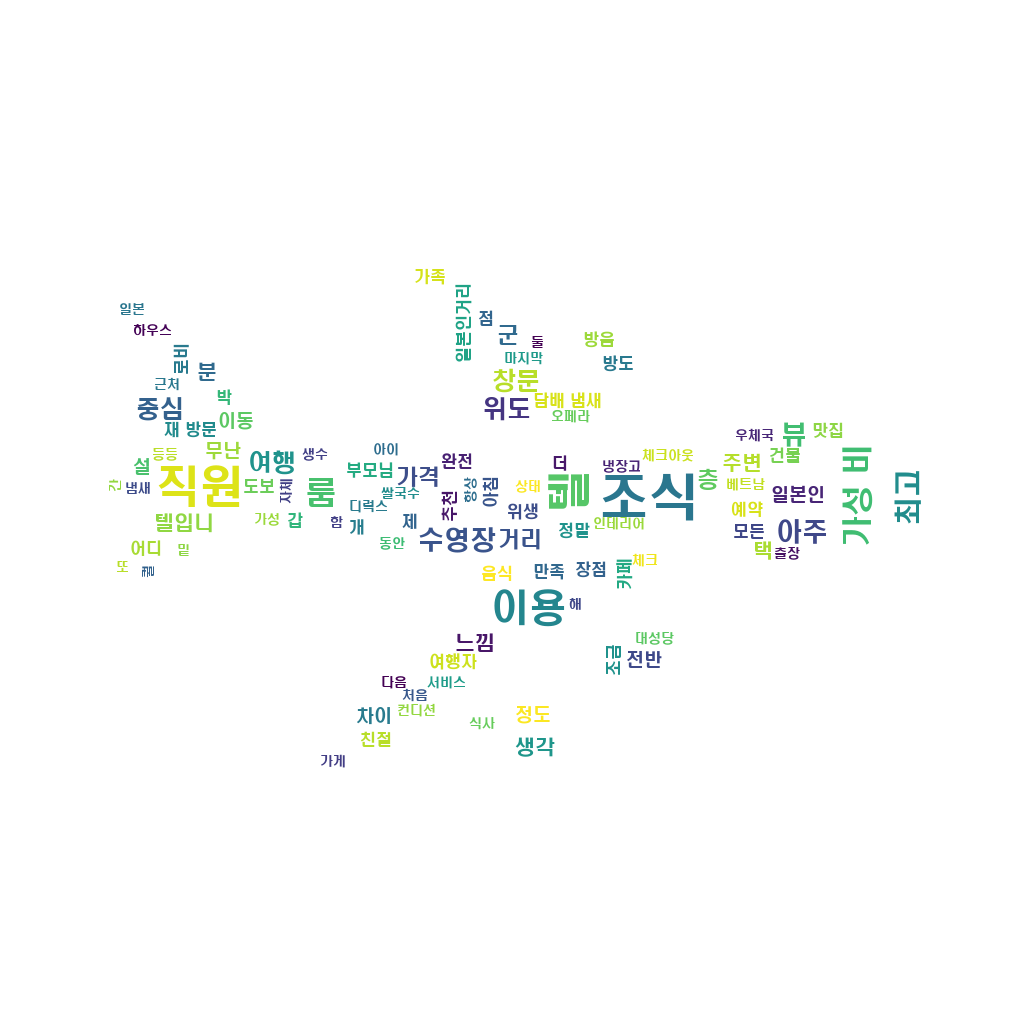 가족
일본
하우스
일본인거리
점
군
둘
방음
로비
분
마지막
방도
근처
박
창문
담배 냄새
중심
위도
오페라
재 방문
이동
뷰
우체국
맛집
등등
무난
여행
생수
아이
완전
더
냉장고
체크아웃
주변
건물
가성 비
설
부모님
가격
층
최고
간
냄새
직원
도보
자체
룸
쌀국수
디럭스
추천
항상
아침
상태
텔
조식
베트남
일본인
텔입니
가성
갑
함
개
제
위생
예약
동안
수영장
거리
정말
인테리어
모든
아주
어디
밑
택
출장
또
퀄
음식
만족
장점
카페
체크
이용
해
느낌
대성당
여행자
조금
전반
다음
서비스
처음
컨디션
차이
식사
정도
친절
생각
가게